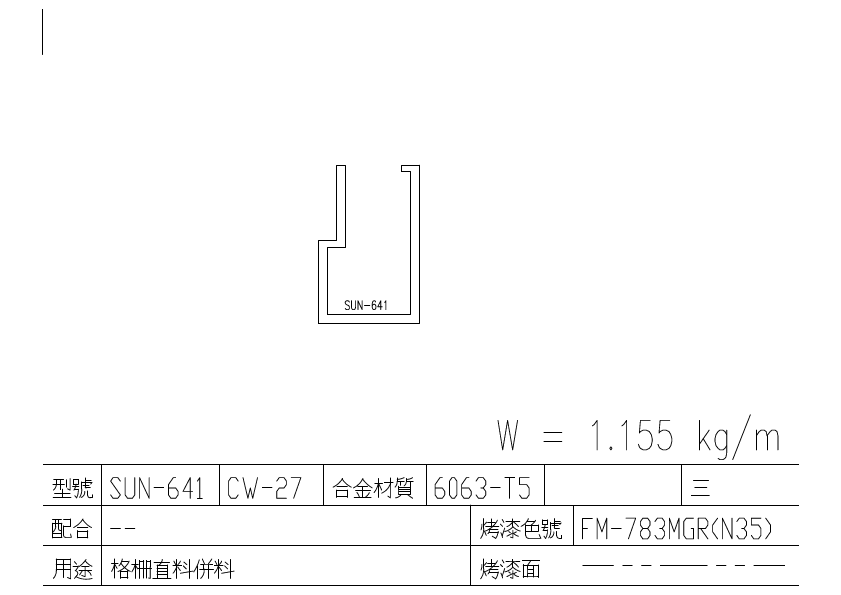 SUN-641
W = 1.155 kg/m
型號 SUN-641 CW-27 合金材質 6063-T5 三
配合 -- 烤漆色號 FM-783MGR(N35)
用途 格柵直料併料 烤漆面